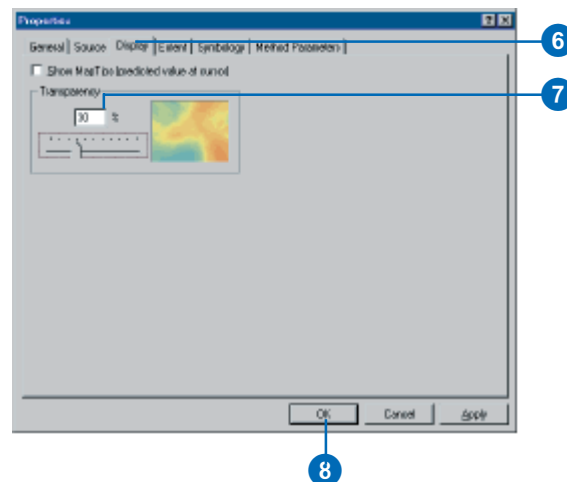 Properties
General Source Display Extent Symbology Method Parameters
6
Show MapTips (predicted value at cursor)
Transparency
7
30 %
OK Cancel Apply
8